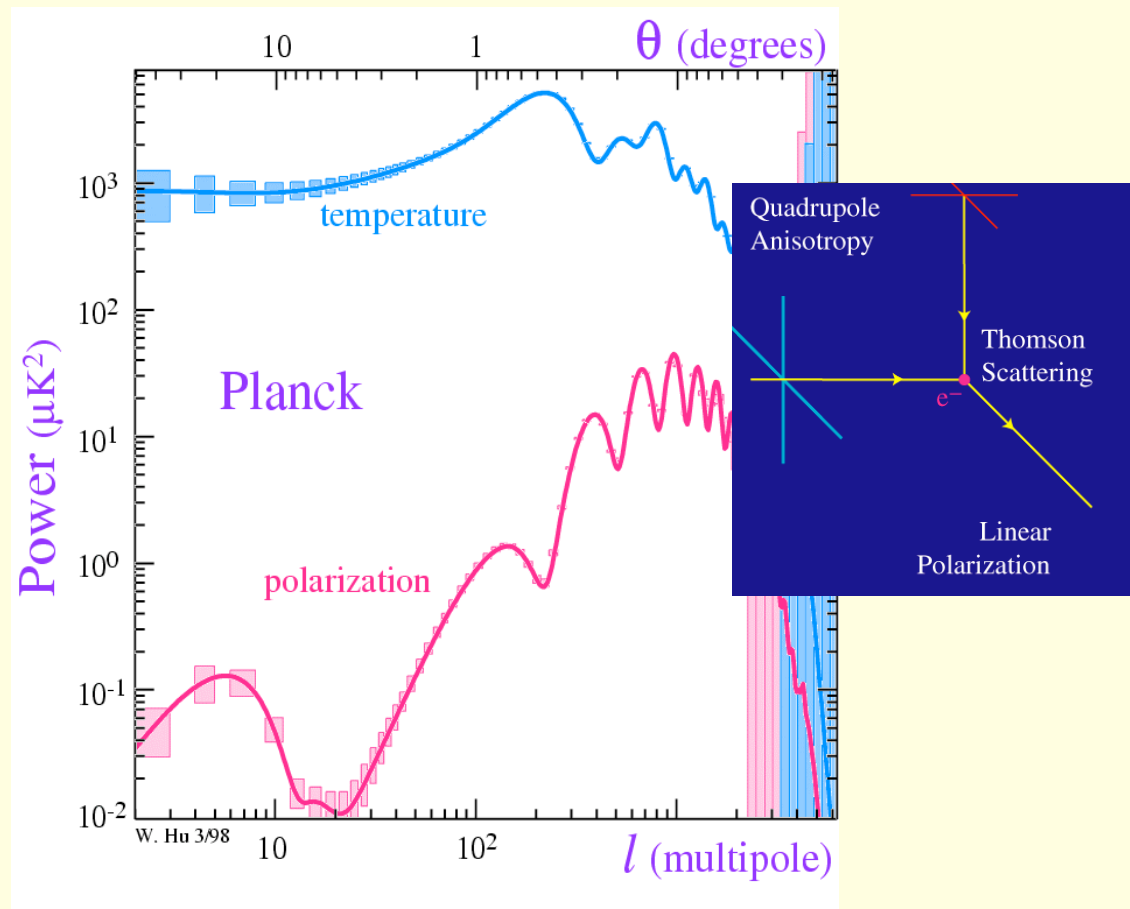 10 1 θ (degrees)
10³
10²
10¹
10⁰
10⁻¹
10⁻²
Power (μK²)
temperature
Planck
polarization
W. Hu 3/98
10 10² l (multipole)
Quadrupole
Anisotropy
Thomson
Scattering
e⁻
Linear
Polarization